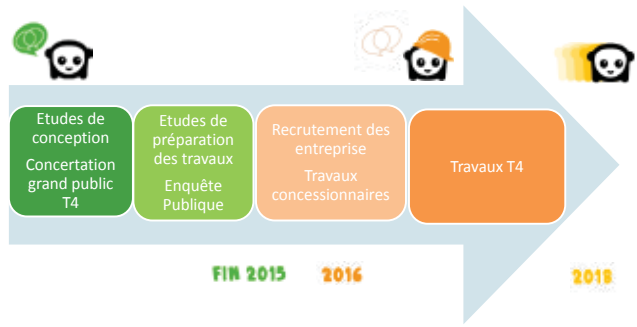 Etudes de
conception
Concertation
grand public
T4
Etudes de
préparation
des travaux
Enquête
Publique
Recrutement des
entreprise
Travaux
concessionnaires
Travaux T4
FIN 2015
2016
2018